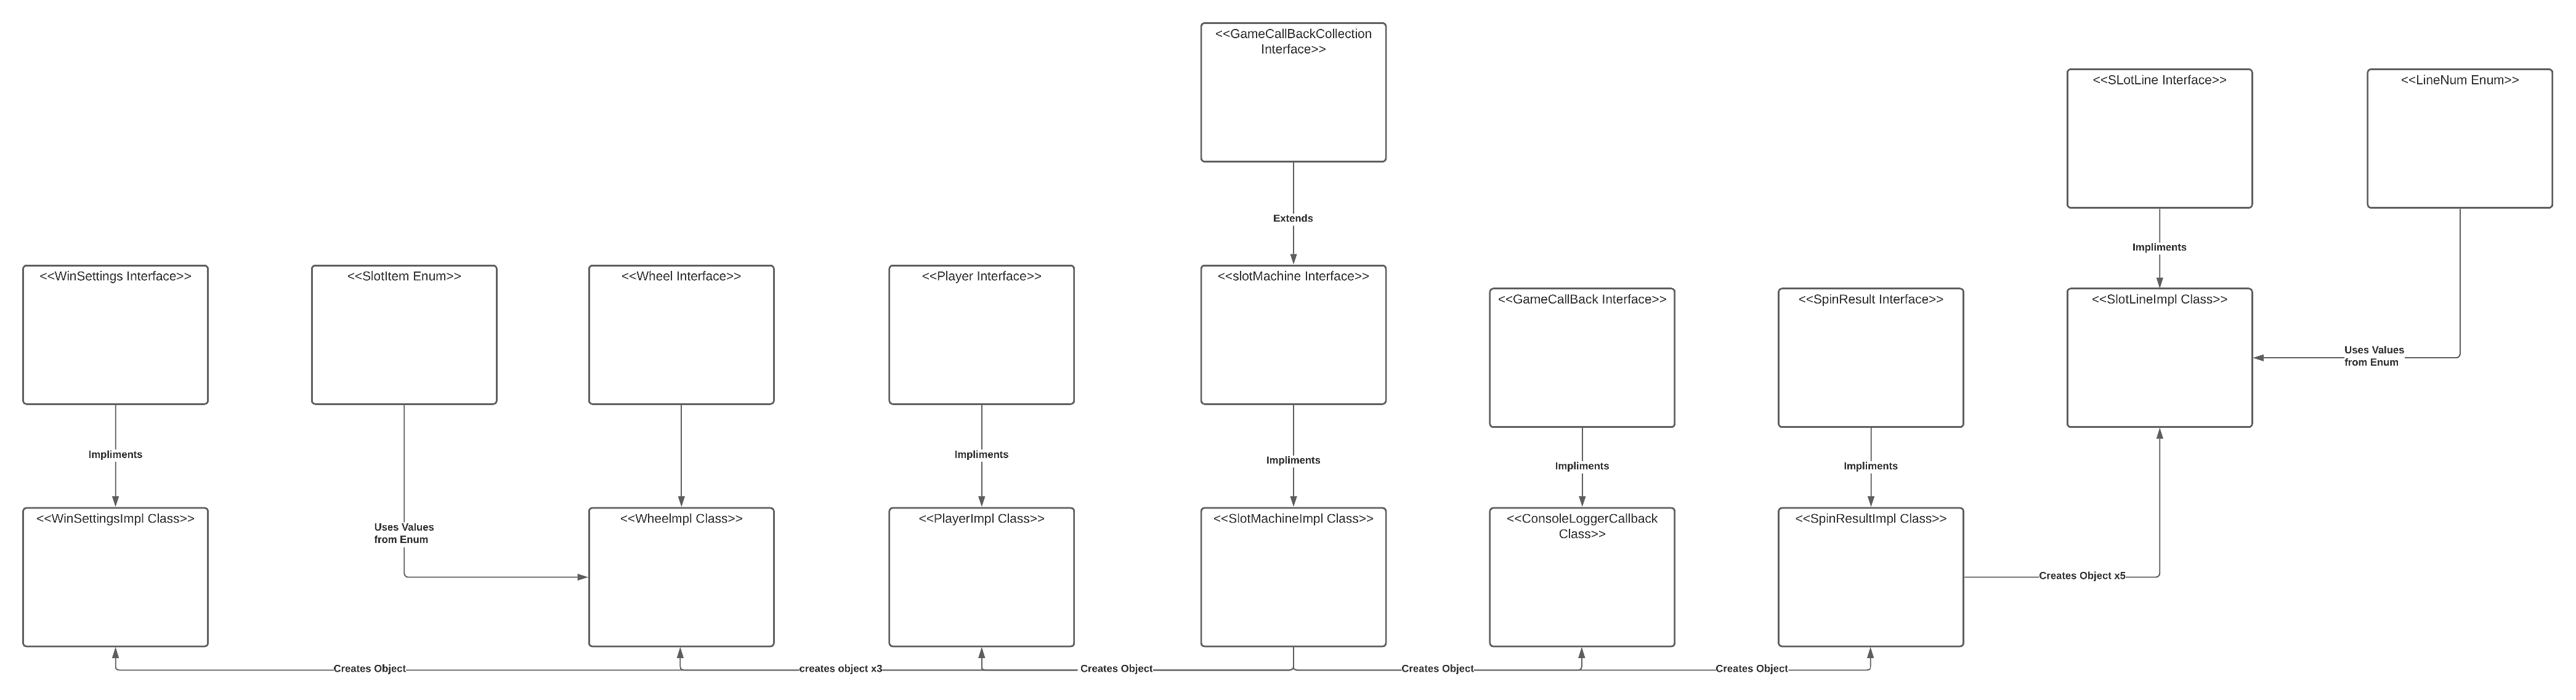 <<GameCallBackCollection
Interface>>
<<SLotLine Interface>>
<<LineNum Enum>>
Extends
Impliments
<<WinSettings Interface>>
<<SlotItem Enum>>
<<Wheel Interface>>
<<Player Interface>>
<<slotMachine Interface>>
<<GameCallBack Interface>>
<<SpinResult Interface>>
<<SlotLineImpl Class>>
Uses Values
from Enum
Impliments
Impliments
Impliments
Impliments
Impliments
<<WinSettingsImpl Class>>
Uses Values
from Enum
<<Wheelmpl Class>>
<<PlayerImpl Class>>
<<SlotMachineImpl Class>>
<<ConsoleLoggerCallback
Class>>
<<SpinResultImpl Class>>
Creates Object x5
Creates Object
creates object x3
Creates Object
Creates Object
Creates Object